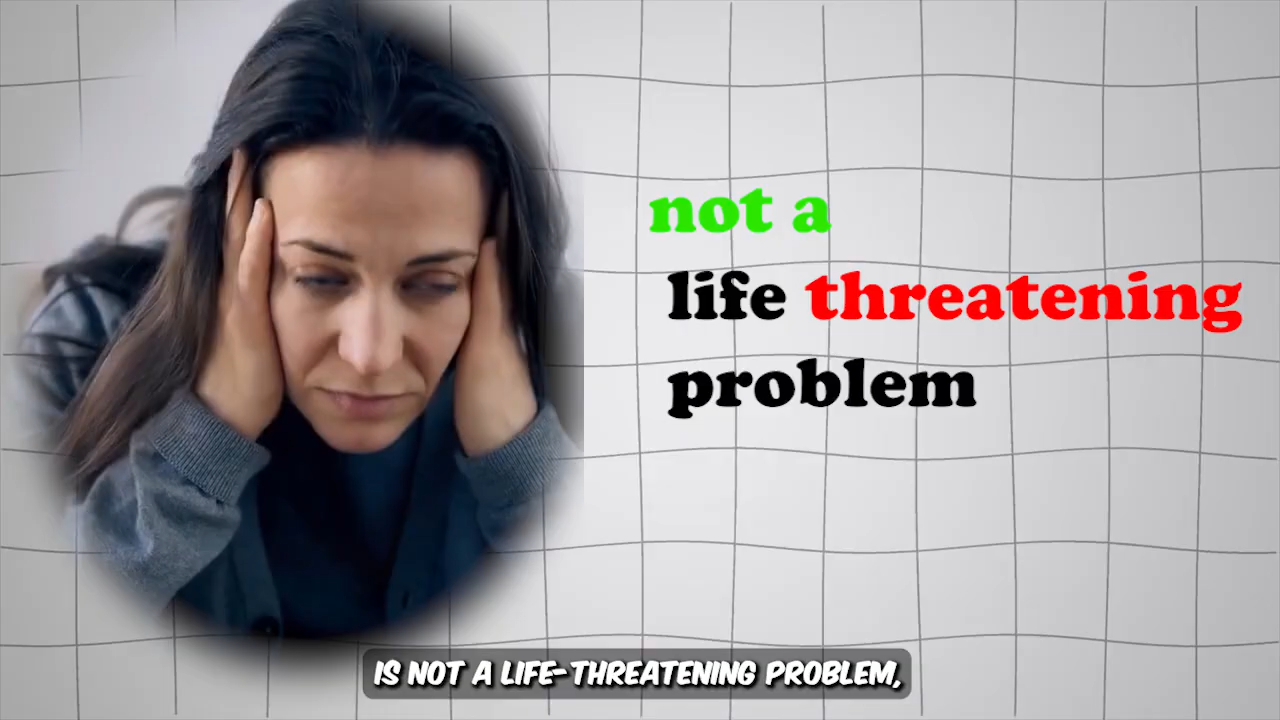 not a
life threatening
problem
IS NOT A LIFE-THREATENING PROBLEM,